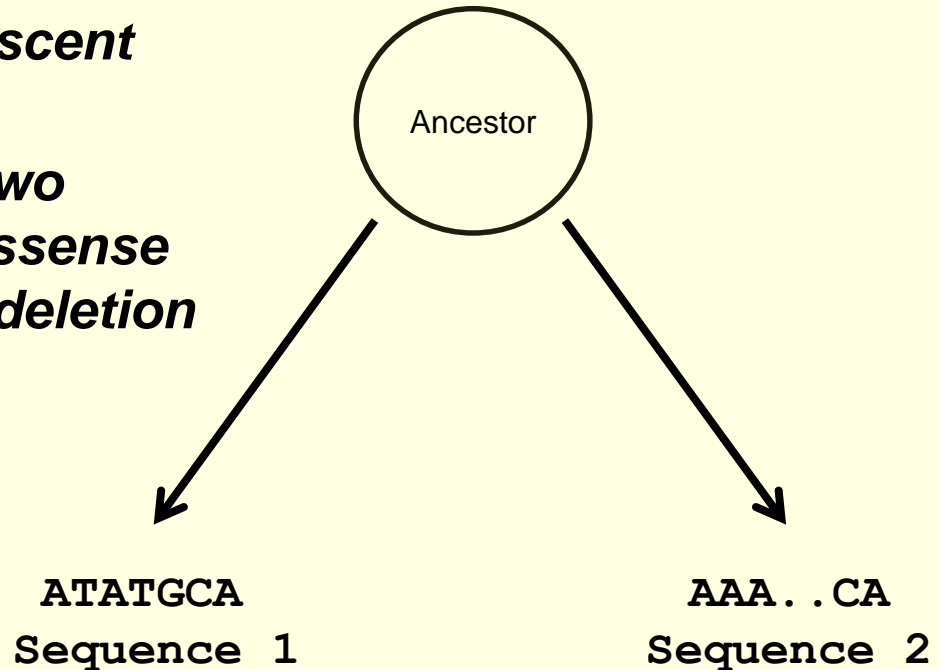 scent
Ancestor
wo
ssense
deletion
ATATGCA
AAA..CA
Sequence 1
Sequence 2